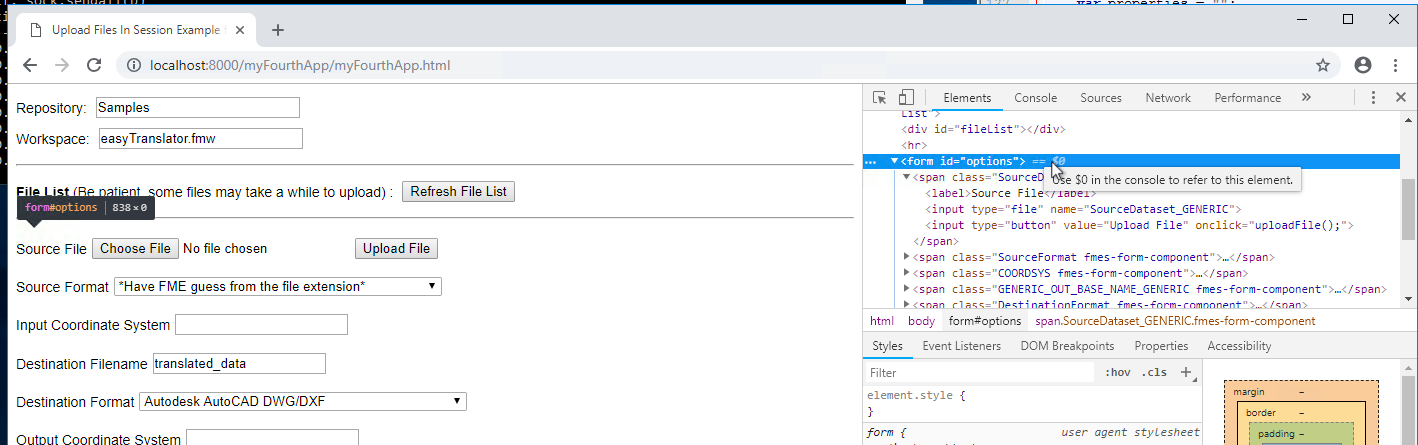 sock.sendall(b)
var properties = "";
Upload Files In Session Example
localhost:8000/myFourthApp/myFourthApp.html
Repository: Samples
Workspace: easyTranslator.fmw
File List (Be patient, some files may take a while to upload) : Refresh File List
form#options 838 × 0
Source File Choose File No file chosen Upload File
Source Format *Have FME guess from the file extension*
Input Coordinate System
Destination Filename translated_data
Destination Format Autodesk AutoCAD DWG/DXF
Output Coordinate System
Elements Console Sources Network Performance »
List">
<div id="fileList"></div>
<hr>
… ▼<form id="options"> == $0
Use $0 in the console to refer to this element.
▼<span class="SourceD
<label>Source File</label>
<input type="file" name="SourceDataset_GENERIC">
<input type="button" value="Upload File" onclick="uploadFile();">
</span>
▶<span class="SourceFormat fmes-form-component">…</span>
▶<span class="COORDSYS fmes-form-component">…</span>
▶<span class="GENERIC_OUT_BASE_NAME_GENERIC fmes-form-component">…</span>
▶<span class="DestinationFormat fmes-form-component">…</span>
html body form#options span.SourceDataset_GENERIC.fmes-form-component
Styles Event Listeners DOM Breakpoints Properties Accessibility
Filter :hov .cls +
element.style {
}
form { user agent stylesheet
margin –
border –
padding –